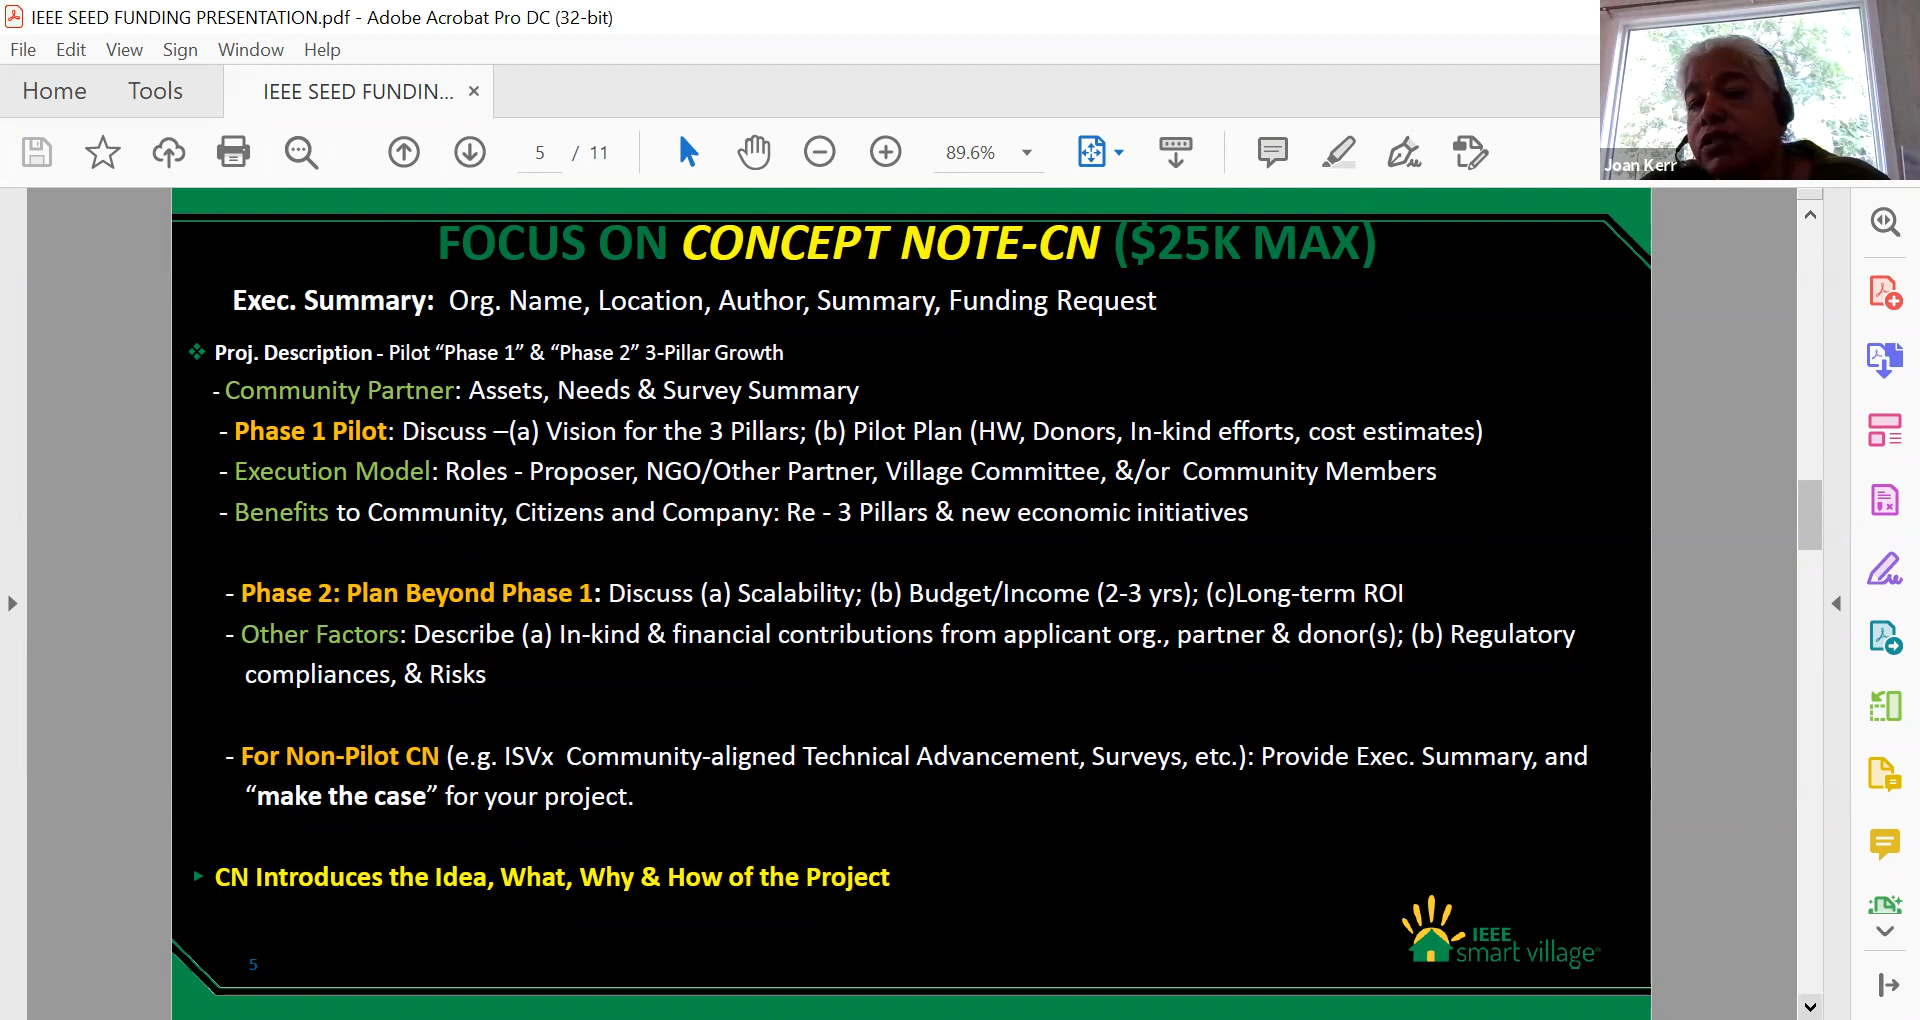 IEEE SEED FUNDING PRESENTATION.pdf - Adobe Acrobat Pro DC (32-bit)
File Edit View Sign Window Help
Home Tools IEEE SEED FUNDIN... ×
5 / 11 89.6%
Joan Kerr
FOCUS ON CONCEPT NOTE-CN ($25K MAX)
Exec. Summary: Org. Name, Location, Author, Summary, Funding Request
❖ Proj. Description - Pilot “Phase 1” & “Phase 2” 3-Pillar Growth
- Community Partner: Assets, Needs & Survey Summary
- Phase 1 Pilot: Discuss –(a) Vision for the 3 Pillars; (b) Pilot Plan (HW, Donors, In-kind efforts, cost estimates)
- Execution Model: Roles - Proposer, NGO/Other Partner, Village Committee, &/or Community Members
- Benefits to Community, Citizens and Company: Re - 3 Pillars & new economic initiatives
- Phase 2: Plan Beyond Phase 1: Discuss (a) Scalability; (b) Budget/Income (2-3 yrs); (c)Long-term ROI
- Other Factors: Describe (a) In-kind & financial contributions from applicant org., partner & donor(s); (b) Regulatory
compliances, & Risks
- For Non-Pilot CN (e.g. ISVx Community-aligned Technical Advancement, Surveys, etc.): Provide Exec. Summary, and
“make the case” for your project.
CN Introduces the Idea, What, Why & How of the Project
IEEE
smart village
5